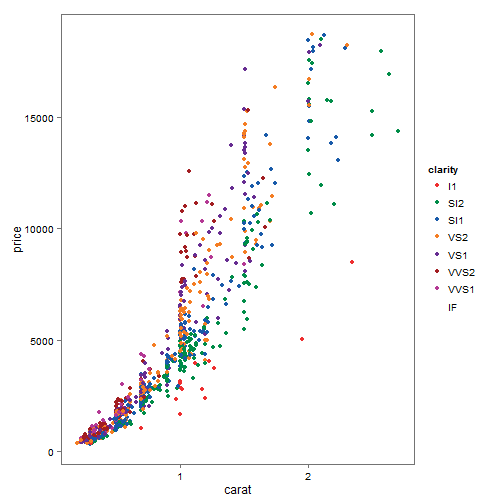 15000
10000
5000
0
price
1 2
carat
clarity
I1
SI2
SI1
VS2
VS1
VVS2
VVS1
IF